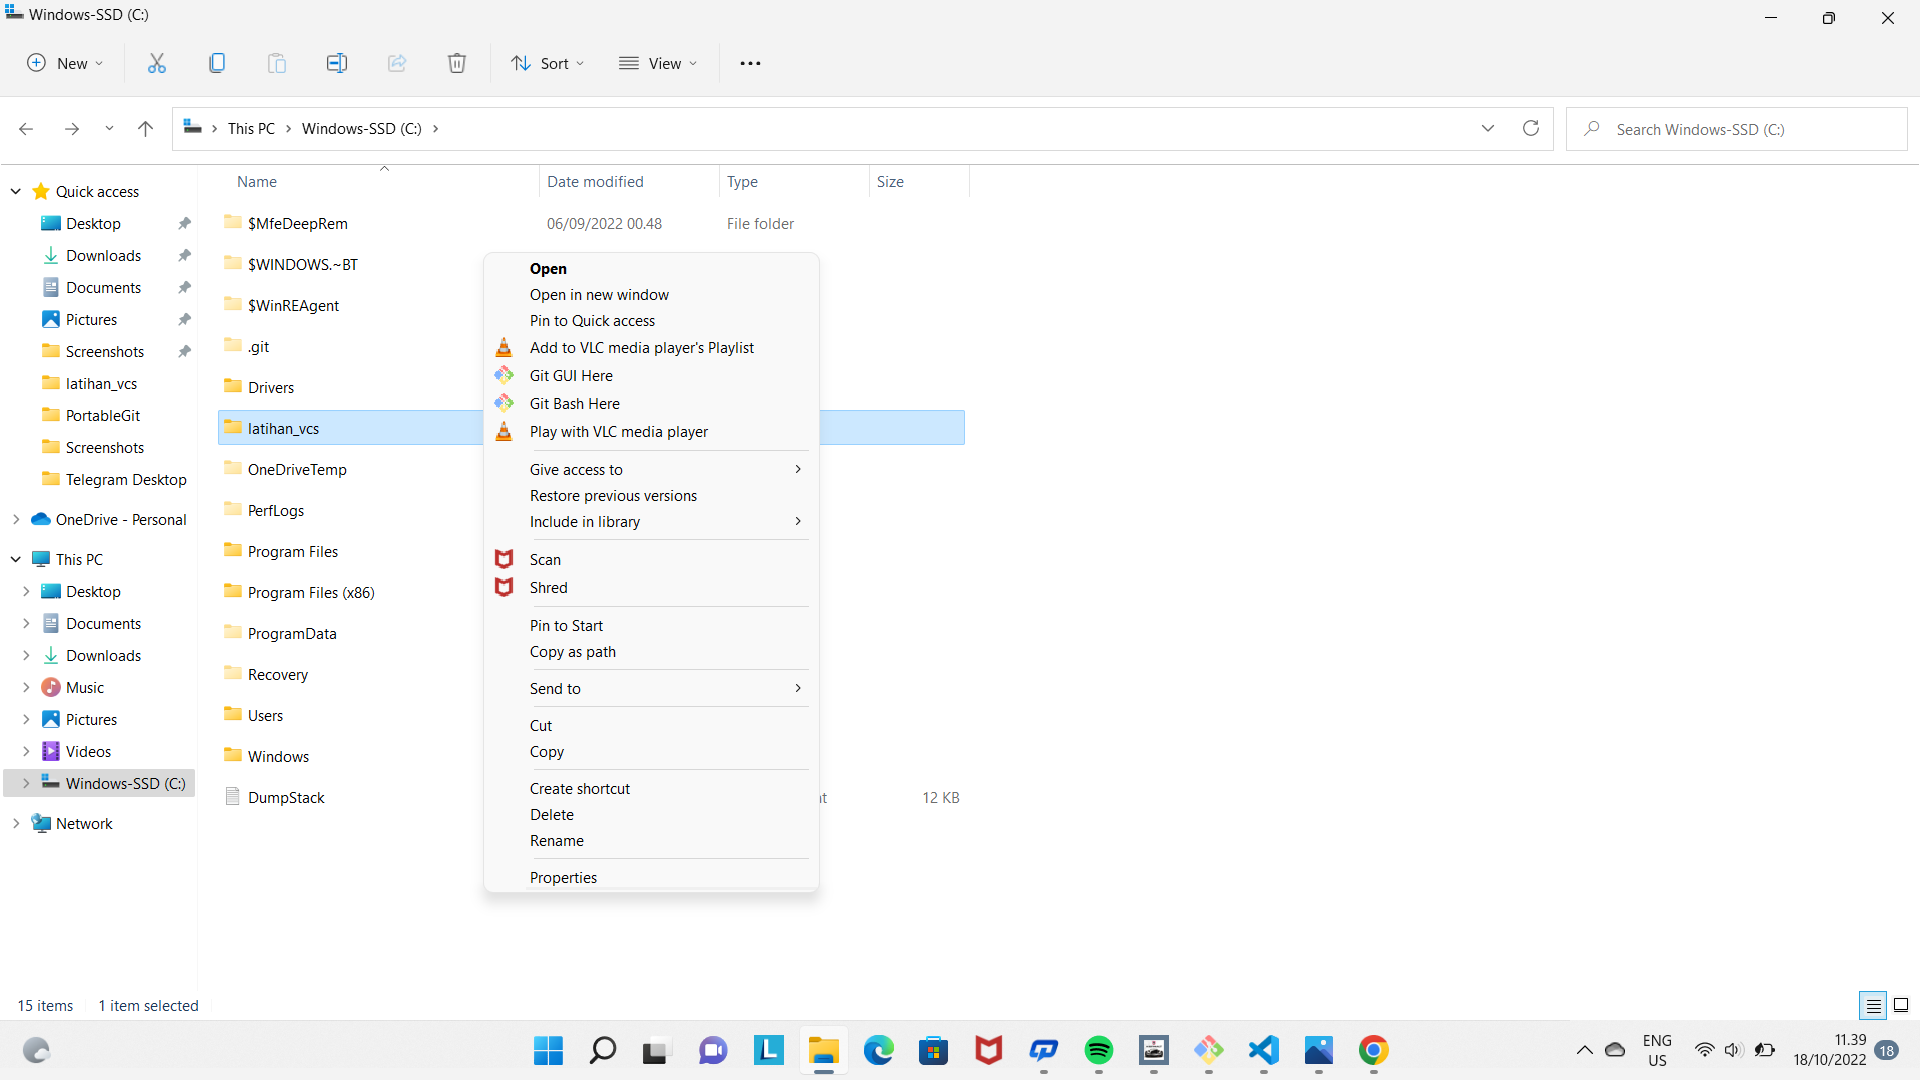 Windows-SSD (C:)
New
Sort
View
This PC
Windows-SSD (C:)
Search Windows-SSD (C:)
Name
Date modified
Type
Size
Quick access
Desktop
Downloads
Documents
Pictures
Screenshots
latihan_vcs
PortableGit
Screenshots
Telegram Desktop
OneDrive - Personal
This PC
Desktop
Documents
Downloads
Music
Pictures
Videos
Windows-SSD (C:)
Network
$MfeDeepRem 06/09/2022 00.48 File folder
$WINDOWS.~BT
$WinREAgent
.git
Drivers
latihan_vcs
OneDriveTemp
PerfLogs
Program Files
Program Files (x86)
ProgramData
Recovery
Users
Windows
DumpStack 12 KB
Open
Open in new window
Pin to Quick access
Add to VLC media player's Playlist
Git GUI Here
Git Bash Here
Play with VLC media player
Give access to
Restore previous versions
Include in library
Scan
Shred
Pin to Start
Copy as path
Send to
Cut
Copy
Create shortcut
Delete
Rename
Properties
15 items 1 item selected
L
ENG
US
11.39
18/10/2022
18